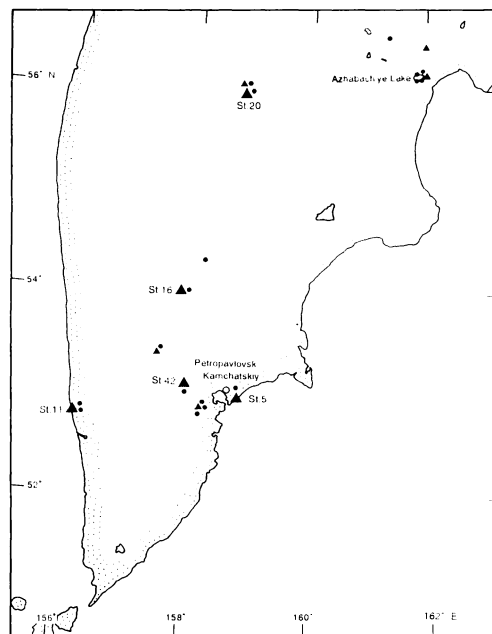 56° N
Azhabach'ye Lake
St 20
54°
St 16
Petropavlovsk
Kamchatskiy
St 42
St 11
St 5
52°
156°
158°
160°
162° E